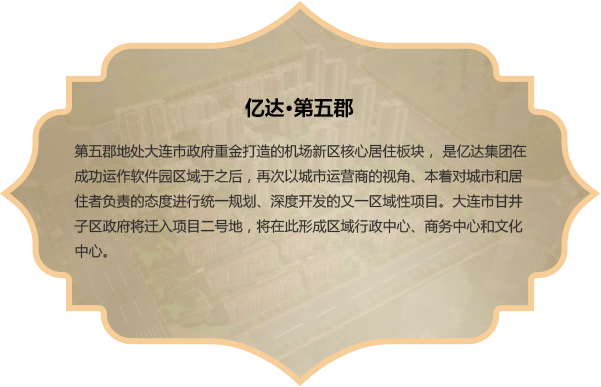 亿达·第五郡
第五郡地处大连市政府重金打造的机场新区核心居住板块，是亿达集团在
成功运作软件园区域于之后，再次以城市运营商的视角、本着对城市和居
住者负责的态度进行统一规划、深度开发的又一区域性项目。大连市甘井
子区政府将迁入项目二号地，将在此形成区域行政中心、商务中心和文化
中心。